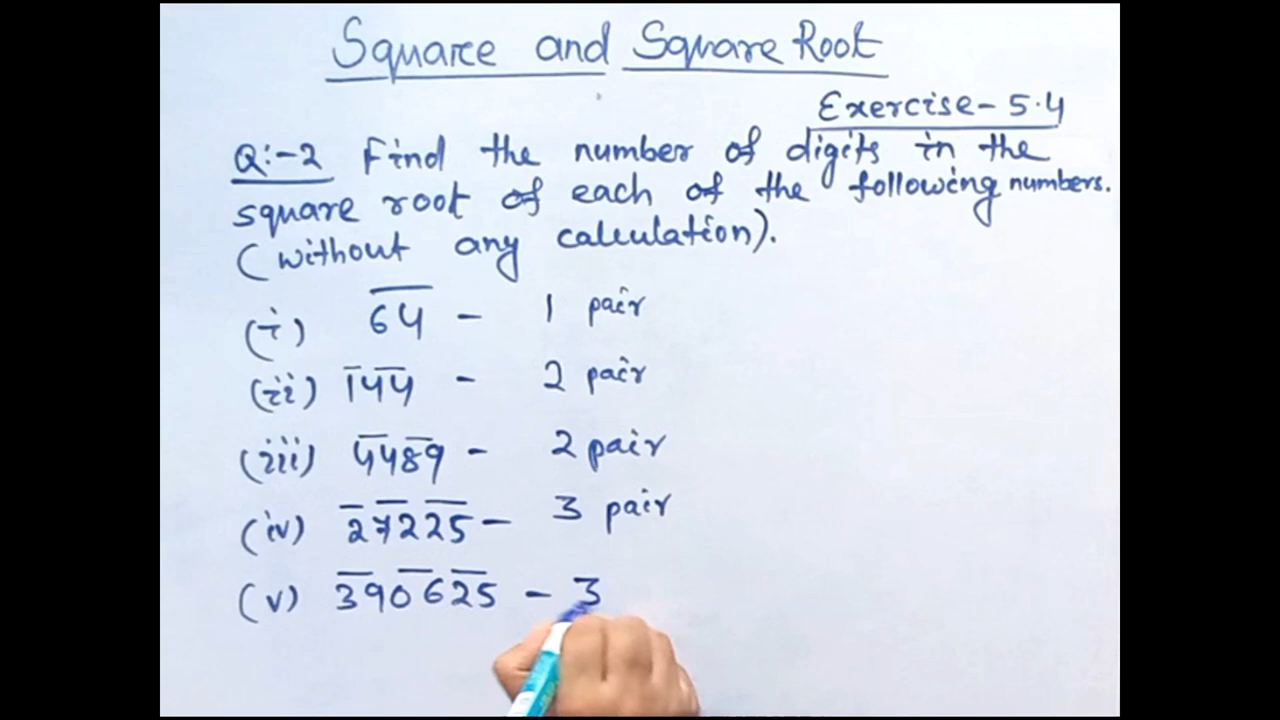 Square and Square Root
Exercise - 5.4
Q:-2 Find the number of digits in the
square root of each of the following numbers.
(without any calculation).
(i) 64 - 1 pair
(ii) 144 - 2 pair
(iii) 4489 - 2 pair
(iv) 27225 - 3 pair
(v) 390625 - 3